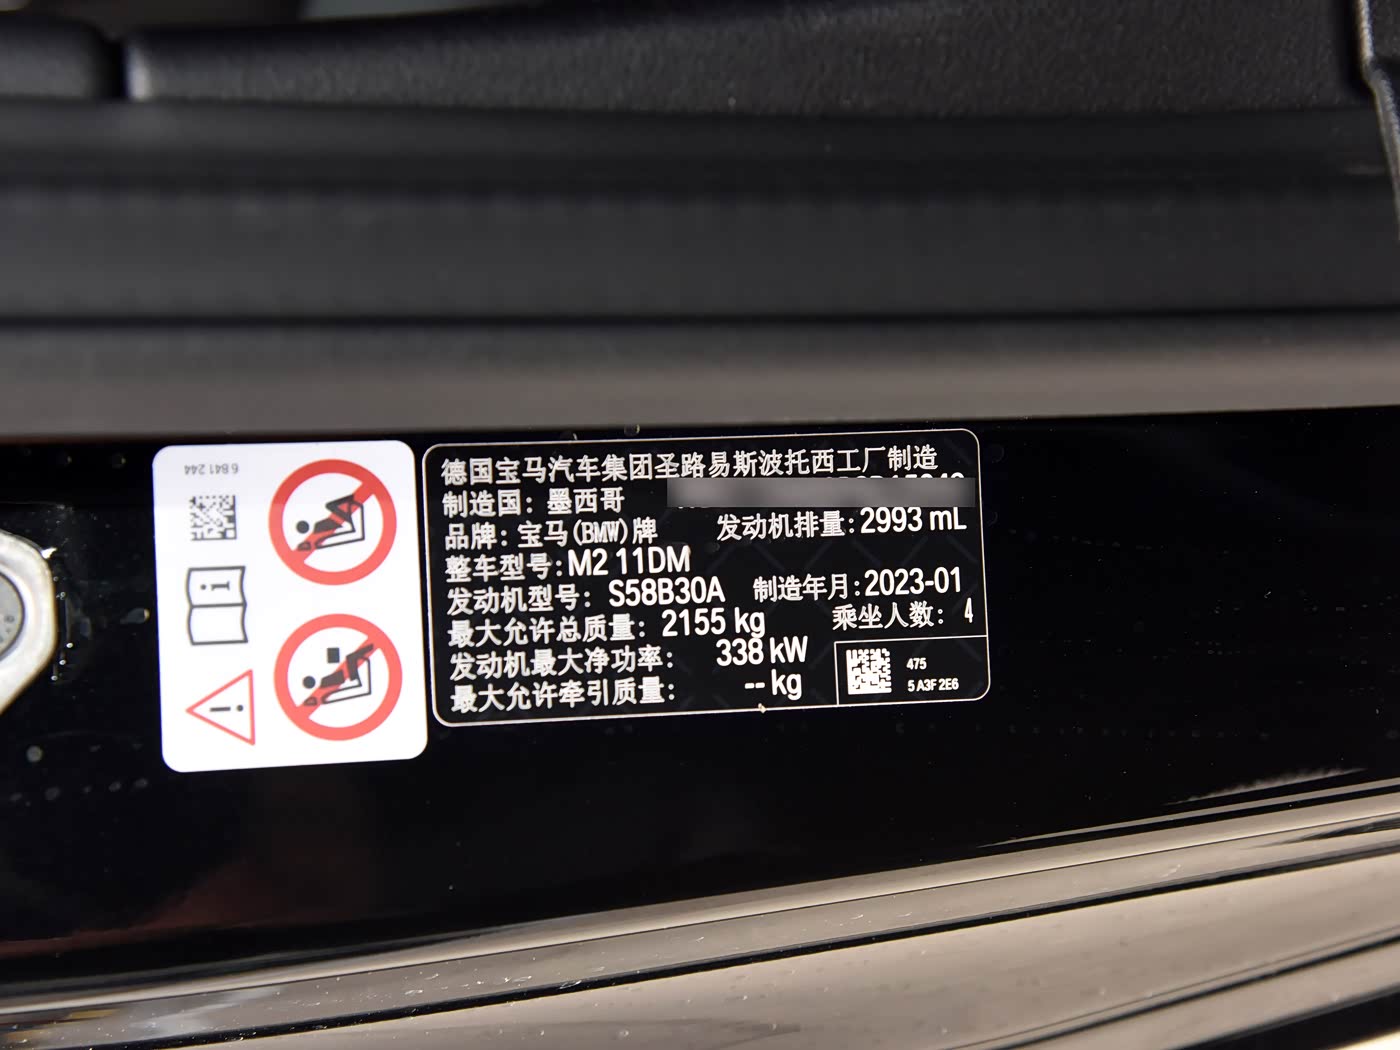 6 841 244
德国宝马汽车集团圣路易斯波托西工厂制造
制造国：墨西哥
品牌：宝马(BMW)牌 发动机排量：2993 mL
整车型号：M2 11DM
发动机型号：S58B30A 制造年月：2023-01
最大允许总质量：2155 kg 乘坐人数：4
发动机最大净功率：338 kW
最大允许牵引质量：-- kg
475
5 A3F 2E6